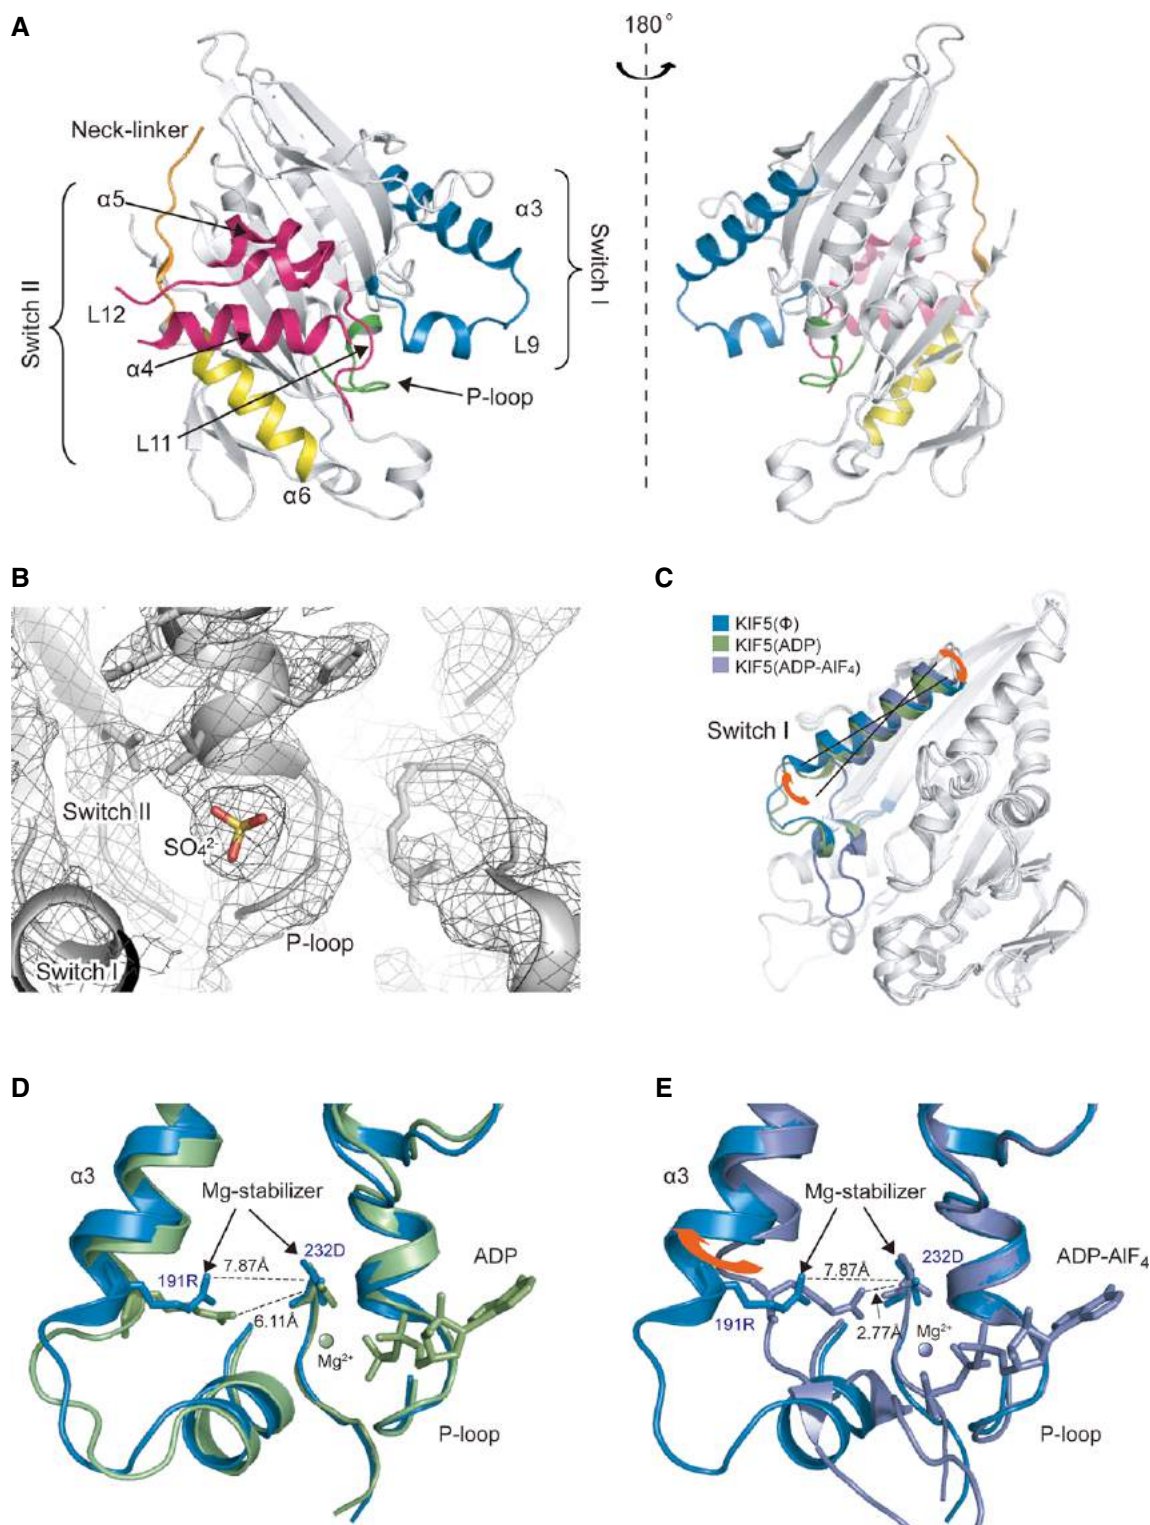 A
180°
Neck-linker
α5
α3
Switch I
Switch II
L12
α4
L9
P-loop
L11
α6
B
Switch II
SO₄²⁻
P-loop
Switch I
C
KIF5(Φ)
KIF5(ADP)
KIF5(ADP-AlF₄)
Switch I
D
α3
Mg-stabilizer
232D
7.87Å
191R
ADP
6.11Å
Mg²⁺
P-loop
E
α3
Mg-stabilizer
232D
7.87Å
ADP-AlF₄
191R
2.77Å
Mg²⁺
P-loop